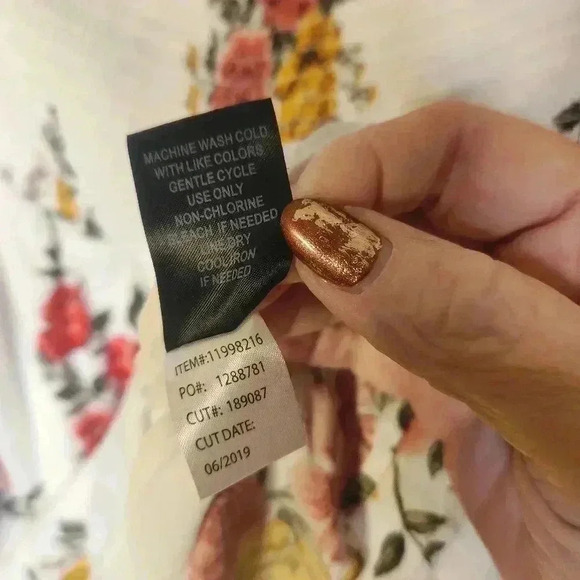 MACHINE WASH COLD
WITH LIKE COLORS
GENTLE CYCLE
USE ONLY
NON-CHLORINE
BLEACH IF NEEDED
LINE DRY
COOL IRON
IF NEEDED
ITEM#:11998216
PO#: 1288781
CUT#: 189087
CUT DATE:
06/2019